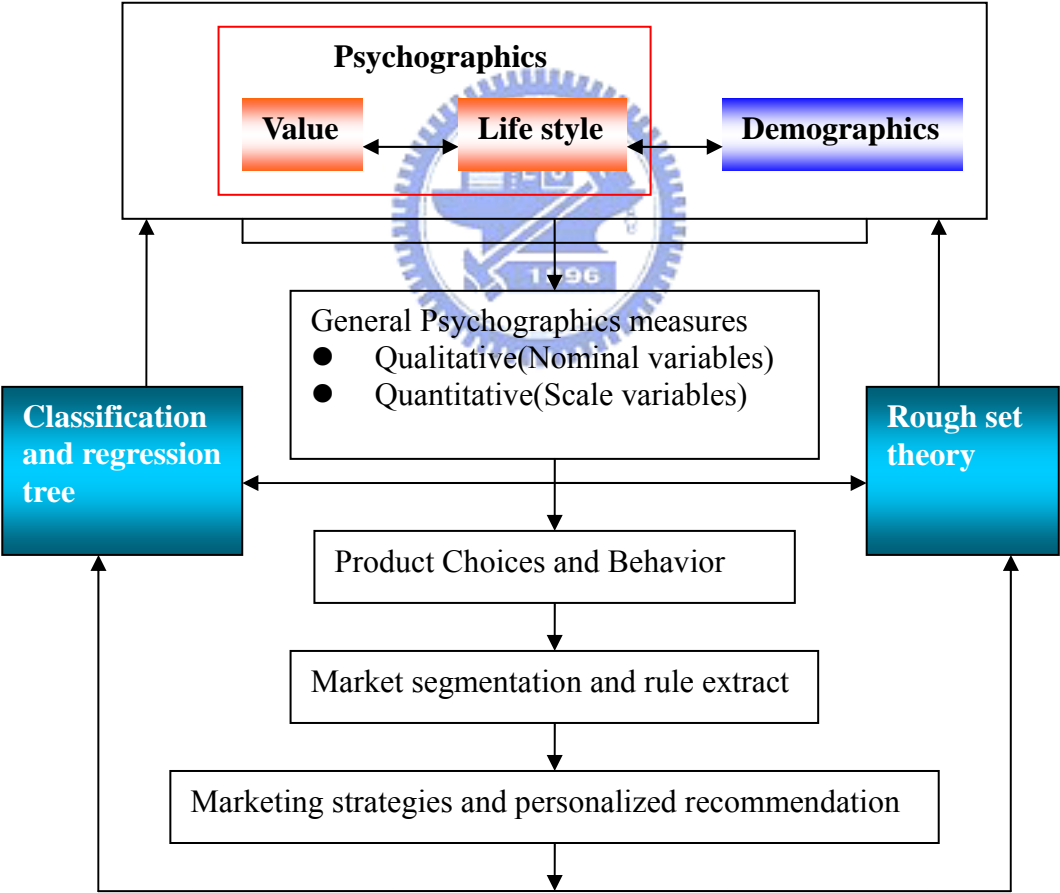 Psychographics
Value
Life style
Demographics
1896
General Psychographics measures
● Qualitative(Nominal variables)
● Quantitative(Scale variables)
Classification
and regression
tree
Rough set
theory
Product Choices and Behavior
Market segmentation and rule extract
Marketing strategies and personalized recommendation